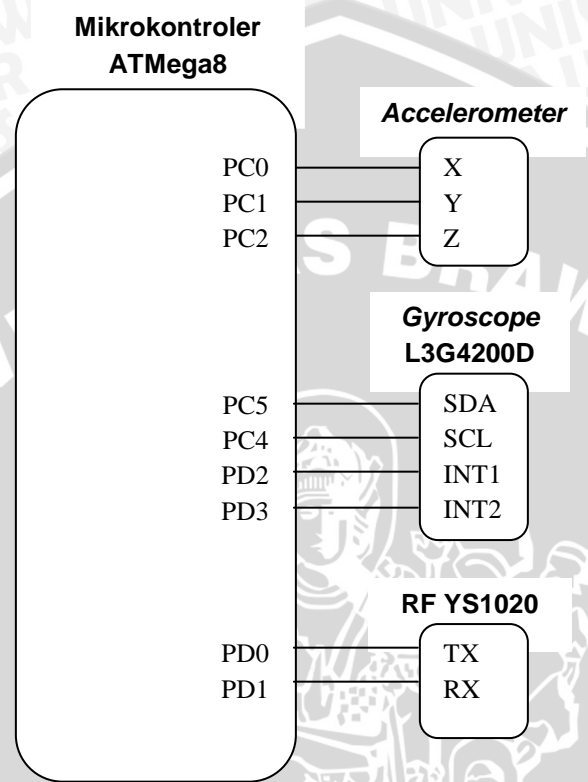 Mikrokontroler
ATMega8
Accelerometer
PC0 X
PC1 Y
PC2 Z
Gyroscope
L3G4200D
PC5 SDA
PC4 SCL
PD2 INT1
PD3 INT2
RF YS1020
PD0 TX
PD1 RX